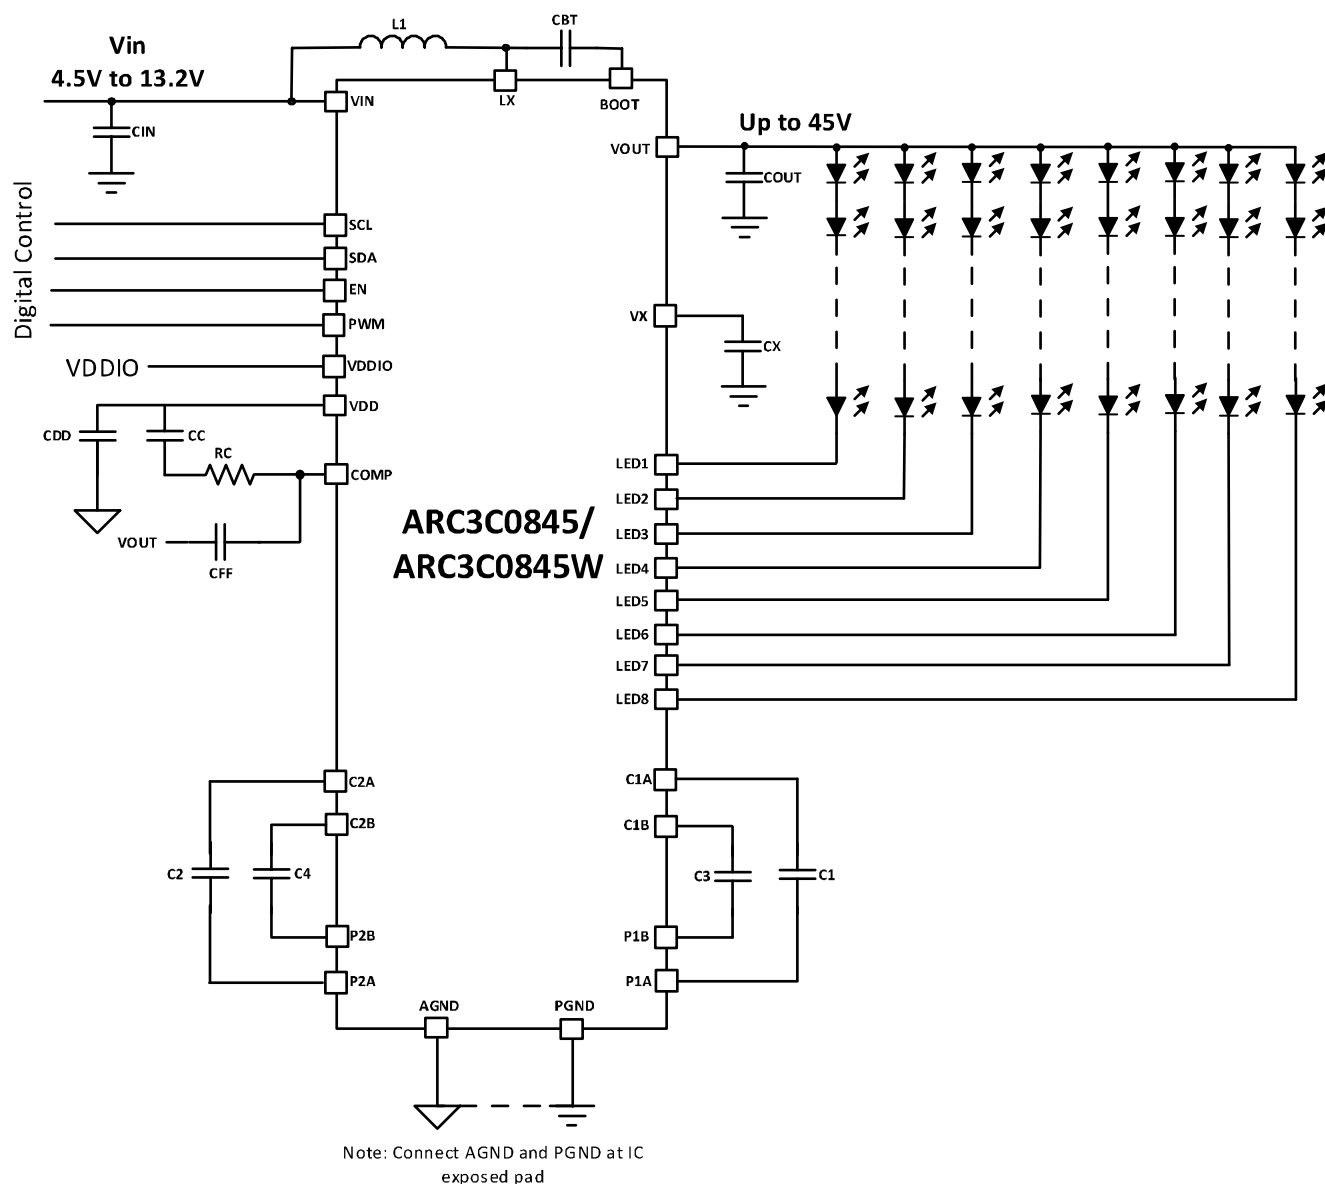 L1
CBT
Vin
4.5V to 13.2V
VIN
LX
BOOT
CIN
VOUT
Up to 45V
COUT
Digital Control
SCL
SDA
EN
PWM
VDDIO
VDDIO
VDD
VX
CX
CDD
CC
RC
COMP
VOUT
CFF
ARC3C0845/
ARC3C0845W
LED1
LED2
LED3
LED4
LED5
LED6
LED7
LED8
C2A
C2B
C2
C4
P2B
P2A
C1A
C1B
C3
C1
P1B
P1A
AGND
PGND
Note: Connect AGND and PGND at IC
exposed pad